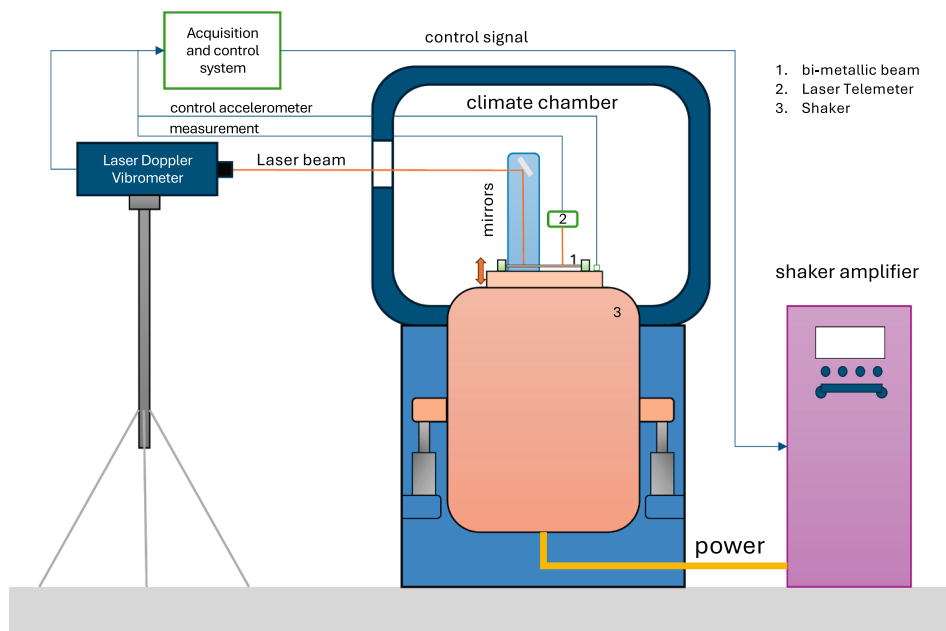 Acquisition
and control
system
control signal
1. bi-metallic beam
2. Laser Telemeter
3. Shaker
control accelerometer
climate chamber
measurement
Laser Doppler
Vibrometer
Laser beam
mirrors
2
1
shaker amplifier
3
power